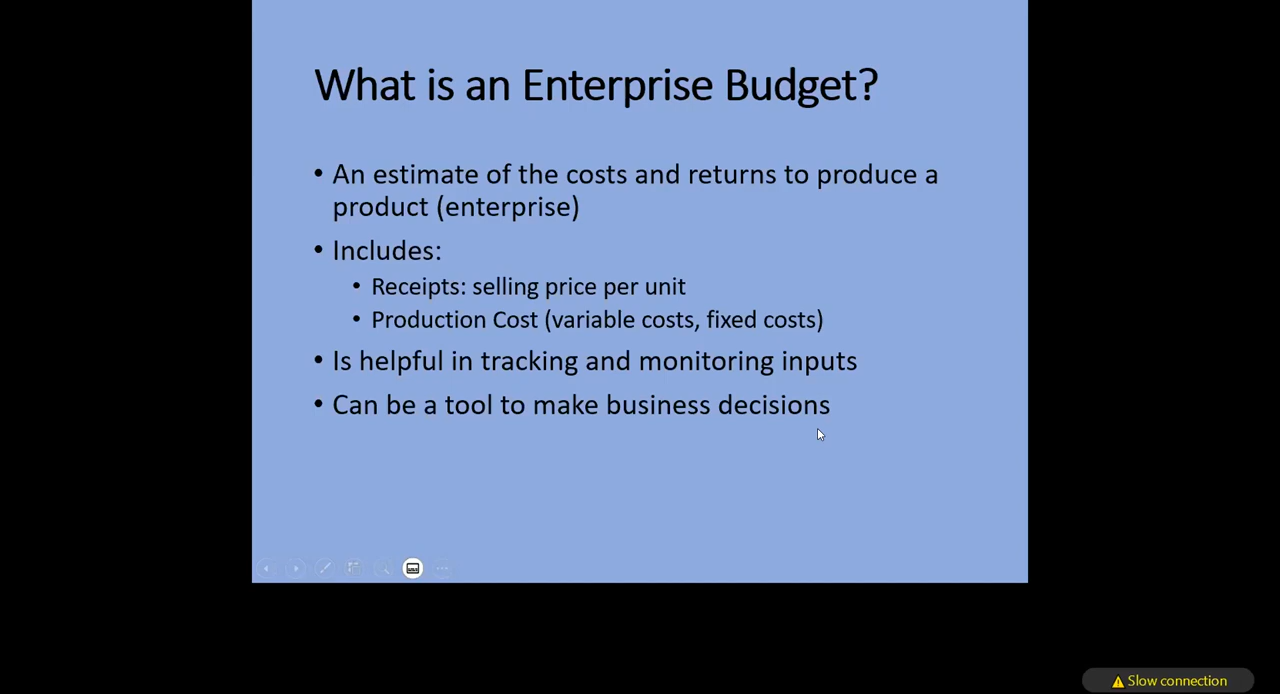 What is an Enterprise Budget?
• An estimate of the costs and returns to produce a
product (enterprise)
• Includes:
• Receipts: selling price per unit
• Production Cost (variable costs, fixed costs)
• Is helpful in tracking and monitoring inputs
• Can be a tool to make business decisions
Slow connection